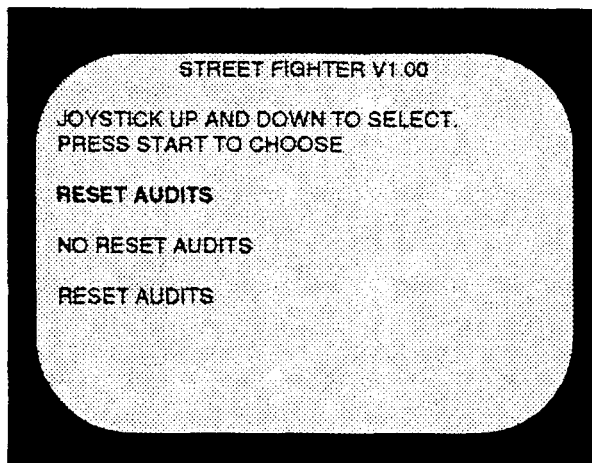 STREET FIGHTER V1.00
JOYSTICK UP AND DOWN TO SELECT.
PRESS START TO CHOOSE
RESET AUDITS
NO RESET AUDITS
RESET AUDITS